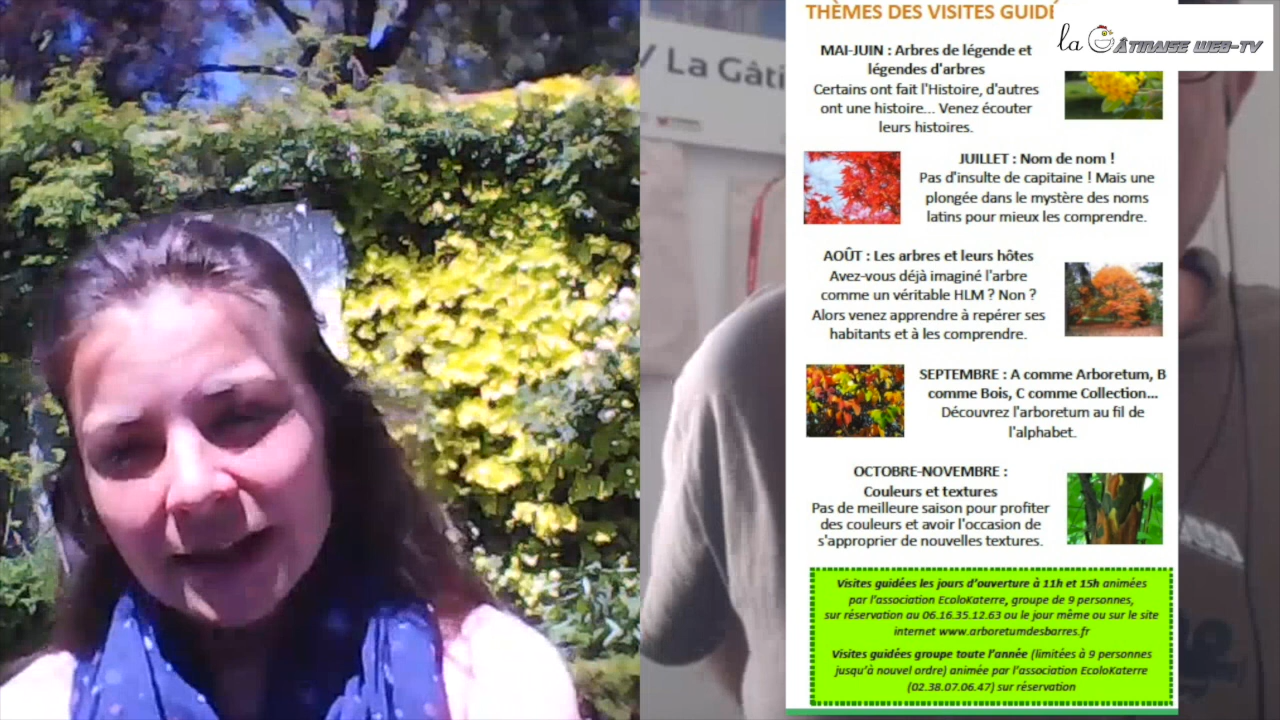 THÈMES DES VISITES GUIDÉ
la GÂTINAISE WEB-TV
/ La Gâti
MAI-JUIN : Arbres de légende et
légendes d'arbres
Certains ont fait l'Histoire, d'autres
ont une histoire... Venez écouter
leurs histoires.
JUILLET : Nom de nom !
Pas d'insulte de capitaine ! Mais une
plongée dans le mystère des noms
latins pour mieux les comprendre.
AOÛT : Les arbres et leurs hôtes
Avez-vous déjà imaginé l'arbre
comme un véritable HLM ? Non ?
Alors venez apprendre à repérer ses
habitants et à les comprendre.
SEPTEMBRE : A comme Arboretum, B
comme Bois, C comme Collection...
Découvrez l'arboretum au fil de
l'alphabet.
OCTOBRE-NOVEMBRE :
Couleurs et textures
Pas de meilleure saison pour profiter
des couleurs et avoir l'occasion de
s'approprier de nouvelles textures.
Visites guidées les jours d'ouverture à 11h et 15h animées
par l'association EcoloKaterre, groupe de 9 personnes,
sur réservation au 06.16.35.12.63 ou le jour même ou sur le site
internet www.arboretumdesbarres.fr
Visites guidées groupe toute l'année (limitées à 9 personnes
jusqu'à nouvel ordre) animée par l'association EcoloKaterre
(02.38.07.06.47) sur réservation